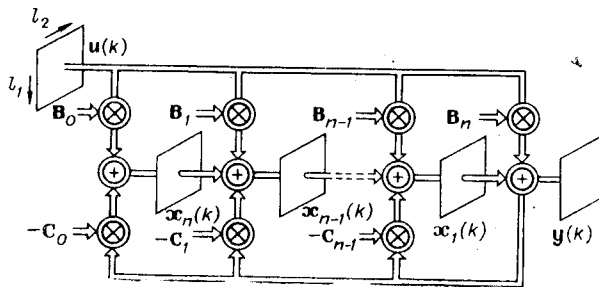 l₂
u(k)
l₁
B₀ B₁ Bₙ₋₁ Bₙ
xₙ(k) xₙ₋₁(k) x₁(k) y(k)
-C₀ -C₁ -Cₙ₋₁